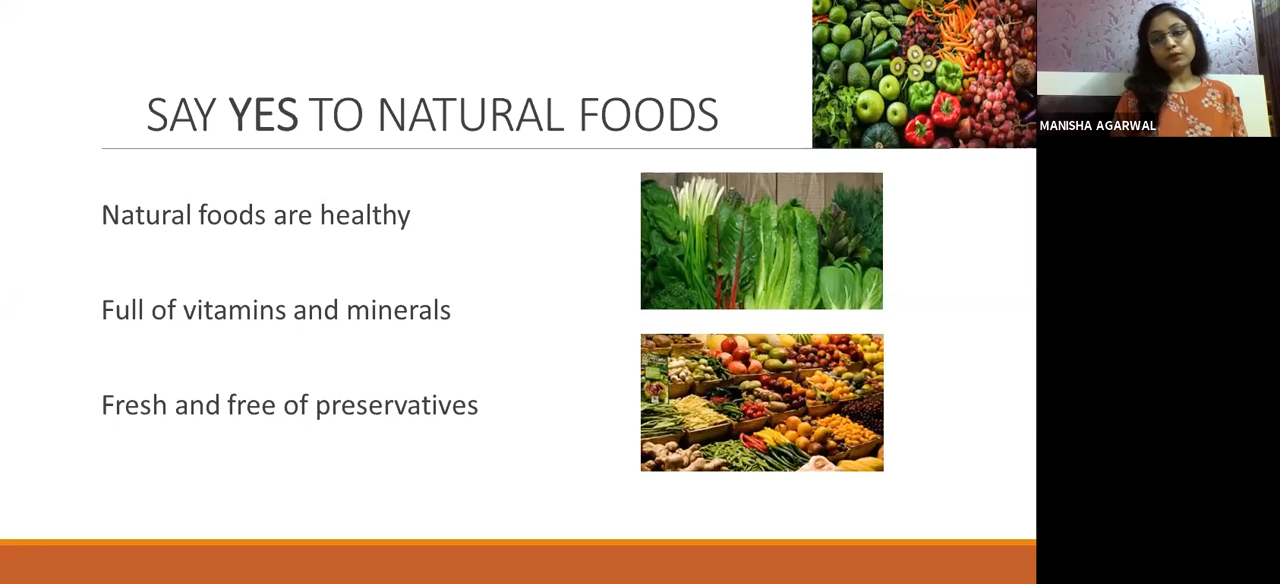 SAY YES TO NATURAL FOODS
Natural foods are healthy
Full of vitamins and minerals
Fresh and free of preservatives
MANISHA AGARWAL